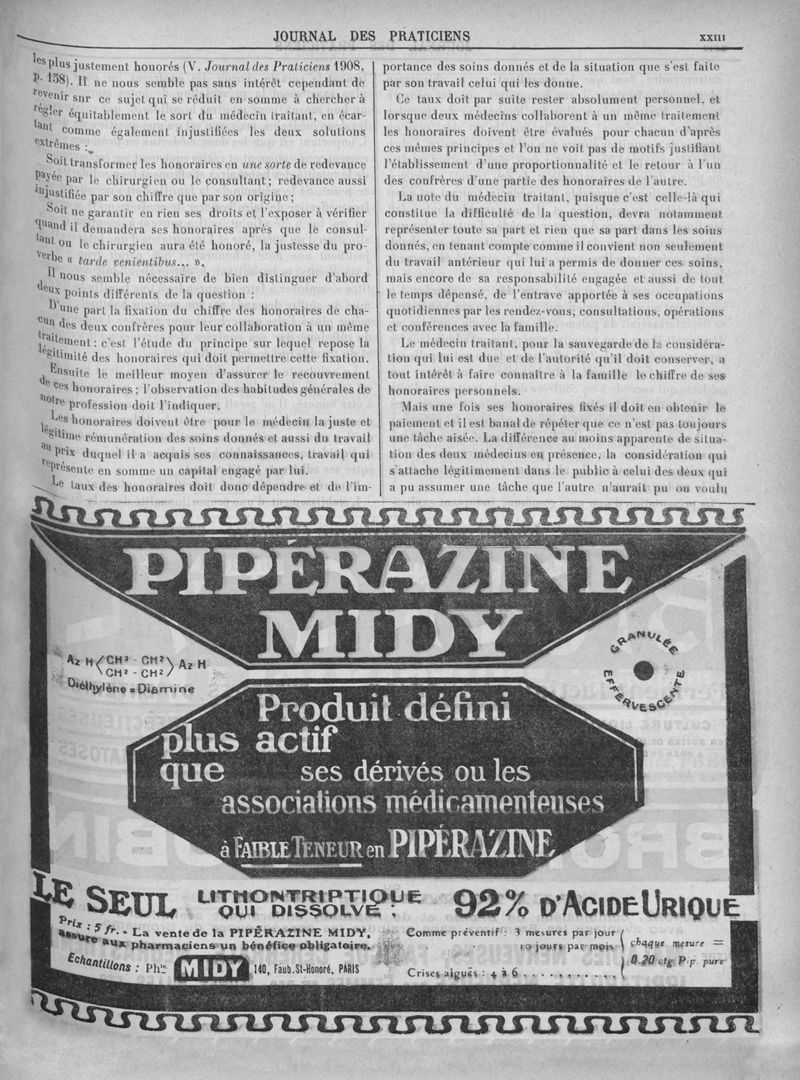 JOURNAL DES PRATICIENS
XXIII
les plus justement honorés (V. Journal des Praticiens 1908,
p. 158). Il ne nous semble pas sans intérêt cependant de
revenir sur ce sujet qui se réduit en somme à chercher à
régler équitablement le sort du médecin traitant, en écar-
tant comme également injustifiées les deux solutions
extrêmes :
Soit transformer les honoraires en une sorte de redevance
payée par le chirurgien ou le consultant; redevance aussi
injustifiée par son chiffre que par son origine;
Soit ne garantir en rien ses droits et l'exposer à vérifier
quand il demandera ses honoraires après que le consul-
tant ou le chirurgien aura été honoré, la justesse du pro-
verbe « tarde venientibus... ».
Il nous semble nécessaire de bien distinguer d'abord
deux points différents de la question :
D'une part la fixation du chiffre des honoraires de cha-
cun des deux confrères pour leur collaboration à un même
traitement : c'est l'étude du principe sur lequel repose la
légitimité des honoraires qui doit permettre cette fixation.
Ensuite le meilleur moyen d'assurer le recouvrement
de ces honoraires; l'observation des habitudes générales de
notre profession doit l'indiquer.
Les honoraires doivent être pour le médecin la juste et
légitime rémunération des soins donnés et aussi du travail
au prix duquel il a acquis ses connaissances, travail qui
représente en somme un capital engagé par lui.
Le taux des honoraires doit donc dépendre et de l'im-
portance des soins donnés et de la situation que s'est faite
par son travail celui qui les donne.
Ce taux doit par suite rester absolument personnel, et
lorsque deux médecins collaborent à un même traitement
les honoraires doivent être évalués pour chacun d'après
ces mêmes principes et l'on ne voit pas de motifs justifiant
l'établissement d'une proportionnalité et le retour à l'un
des confrères d'une partie des honoraires de l'autre.
La note du médecin traitant, puisque c'est celle-là qui
constitue la difficulté de la question, devra notamment
représenter toute sa part et rien que sa part dans les soins
donnés, en tenant compte comme il convient non seulement
du travail antérieur qui lui a permis de donner ces soins,
mais encore de sa responsabilité engagée et aussi de tout
le temps dépensé, de l'entrave apportée à ses occupations
quotidiennes par les rendez-vous, consultations, opérations
et conférences avec la famille.
Le médecin traitant, pour la sauvegarde de la considéra-
tion qui lui est due et de l'autorité qu'il doit conserver, a
tout intérêt à faire connaître à la famille le chiffre de ses
honoraires personnels.
Mais une fois ses honoraires fixés il doit en obtenir le
paiement et il est banal de répéter que ce n'est pas toujours
une tâche aisée. La différence au moins apparente de situa-
tion des deux médecins en présence, la considération qui
s'attache légitimement dans le public à celui des deux qui
a pu assumer une tâche que l'autre n'aurait pu ou voulu
PIPÉRAZINE
MIDY
Az H CH² - CH² Az H
CH² - CH²
Diéthylène = Diamine
GRANULÉE
EFFERVESCENTE
Produit défini
plus actif
que ses dérivés ou les
associations médicamenteuses
à FAIBLE TENEUR en PIPÉRAZINE
LE SEUL LITHONTRIPTIQUE
QUI DISSOLVE : 92% D'ACIDE URIQUE
Prix : 5 fr. - La vente de la PIPÉRAZINE MIDY,
assure aux pharmaciens un bénéfice obligatoire.
Echantillons : Phie MIDY 140, Faub. St-Honoré, PARIS
Comme préventif : 3 mesures par jour
10 jours par mois
Crises aiguës : 4 à 6 ..........
chaque mesure =
0.20 ctg Pip. pure